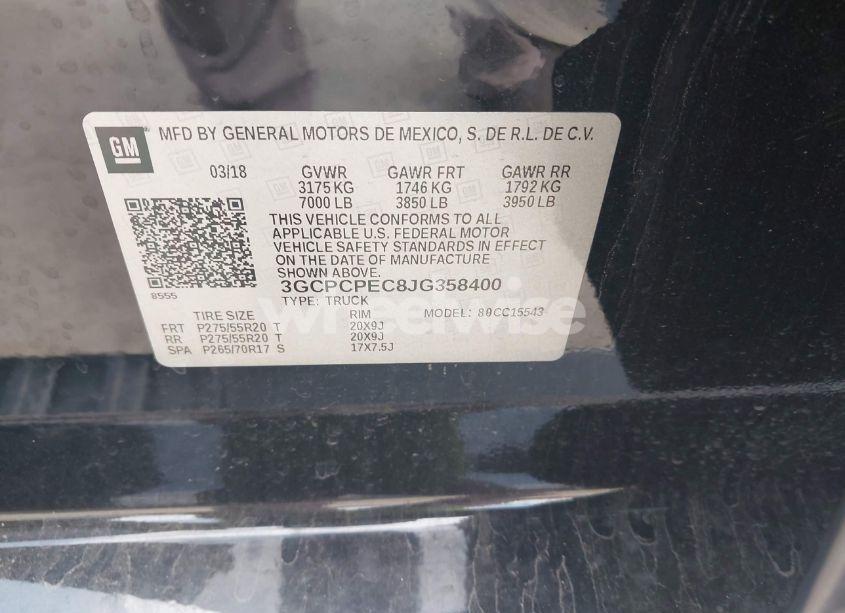 GM
MFD BY GENERAL MOTORS DE MEXICO, S. DE R.L. DE C.V.
03/18 GVWR GAWR FRT GAWR RR
3175 KG 1746 KG 1792 KG
7000 LB 3850 LB 3950 LB
THIS VEHICLE CONFORMS TO ALL
APPLICABLE U.S. FEDERAL MOTOR
VEHICLE SAFETY STANDARDS IN EFFECT
ON THE DATE OF MANUFACTURE
SHOWN ABOVE.
8555
3GCPCPEC8JG358400
TYPE: TRUCK
wheelwise
TIRE SIZE RIM MODEL: 80CC15543
FRT P275/55R20 T 20X9J
RR P275/55R20 T 20X9J
SPA P265/70R17 S 17X7.5J